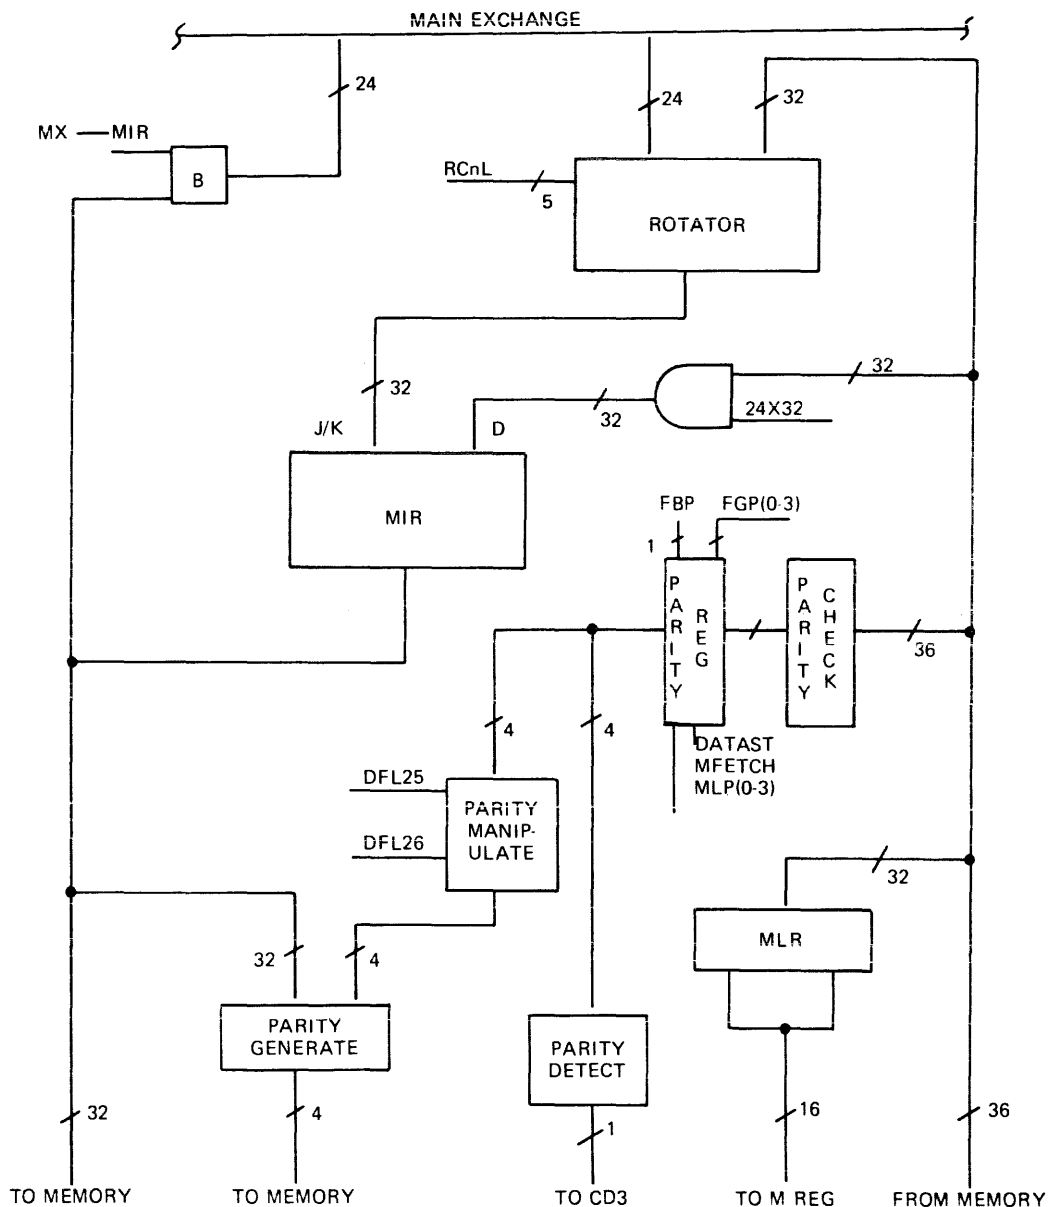 MAIN EXCHANGE
24
24
32
MX — MIR
B
RCnL
5
ROTATOR
32
32
32
24X32
J/K
D
MIR
FBP
FGP(0-3)
1
PARITY
REG
PARITY
CHECK
36
4
4
DATAST
MFETCH
MLP(0-3)
DFL25
PARITY
MANIP-
ULATE
DFL26
32
MLR
32
4
PARITY
GENERATE
PARITY
DETECT
32
4
1
16
36
TO MEMORY
TO MEMORY
TO CD3
TO M REG
FROM MEMORY